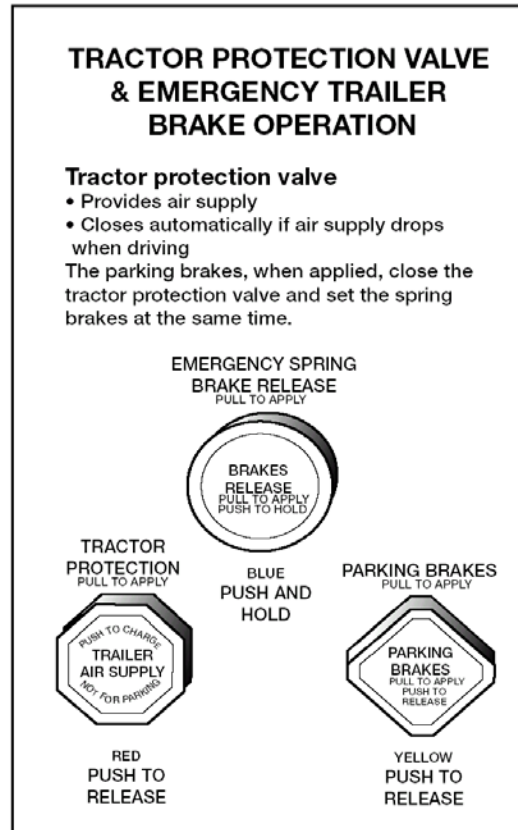 TRACTOR PROTECTION VALVE
& EMERGENCY TRAILER
BRAKE OPERATION
Tractor protection valve
• Provides air supply
• Closes automatically if air supply drops
when driving
The parking brakes, when applied, close the
tractor protection valve and set the spring
brakes at the same time.
EMERGENCY SPRING
BRAKE RELEASE
PULL TO APPLY
BRAKES
RELEASE
PULL TO APPLY
PUSH TO HOLD
BLUE
PUSH AND
HOLD
TRACTOR
PROTECTION
PULL TO APPLY
PUSH TO CHARGE
TRAILER
AIR SUPPLY
NOT FOR PARKING
RED
PUSH TO
RELEASE
PARKING BRAKES
PULL TO APPLY
PARKING
BRAKES
PULL TO APPLY
PUSH TO
RELEASE
YELLOW
PUSH TO
RELEASE